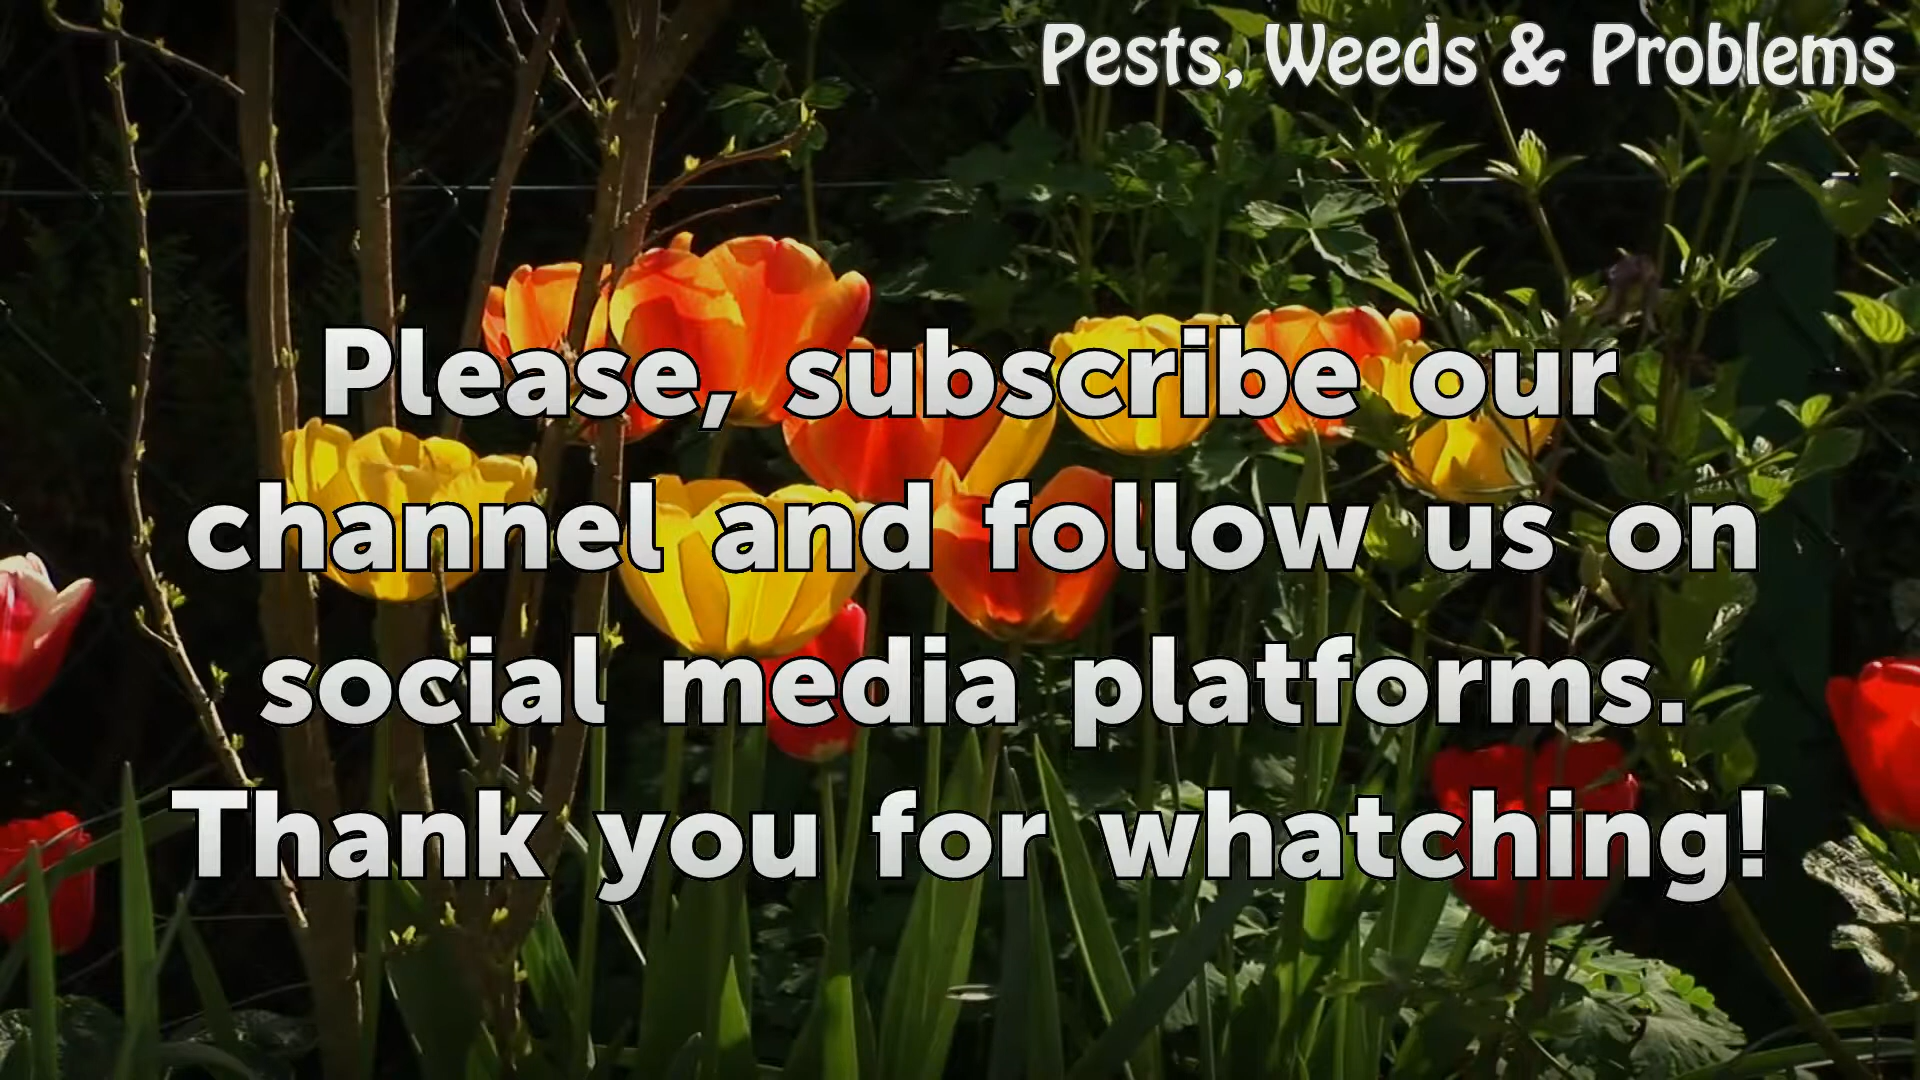 Pests, Weeds & Problems
Please, subscribe our
channel and follow us on
social media platforms.
Thank you for whatching!